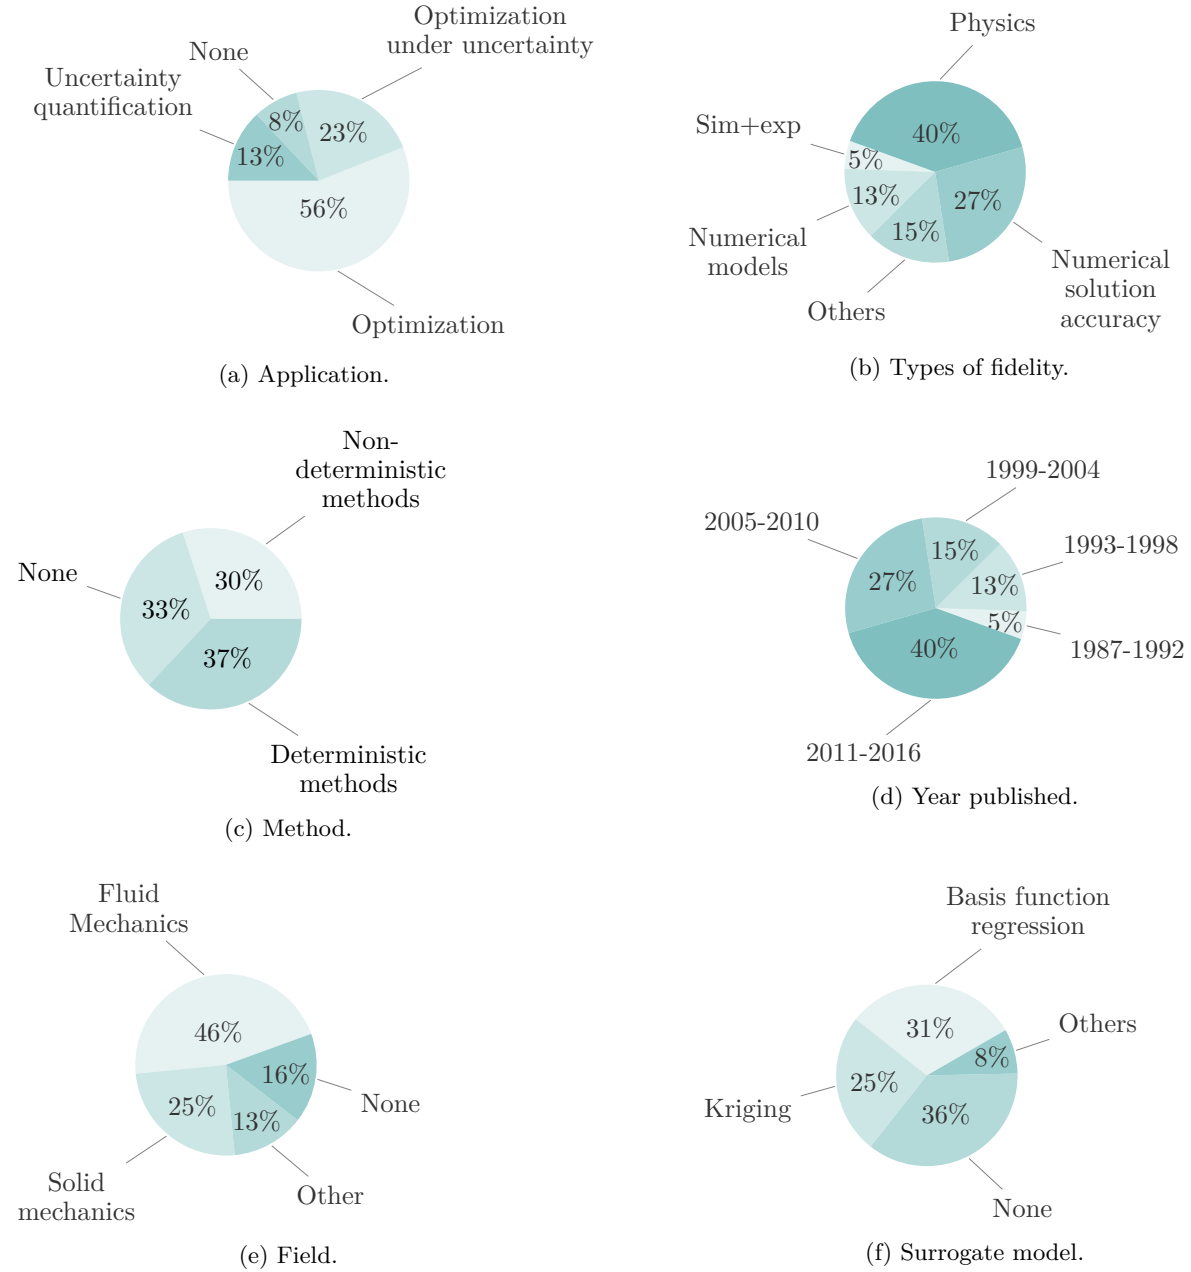 Optimization
under uncertainty
None
Uncertainty
quantification
8%
23%
13%
56%
Optimization
(a) Application.
Physics
Sim+exp
40%
5%
13%
27%
15%
Numerical
models
Numerical
solution
accuracy
Others
(b) Types of fidelity.
Non-
deterministic
methods
None
30%
33%
37%
Deterministic
methods
(c) Method.
1999-2004
2005-2010
1993-1998
15%
27%
13%
5%
40%
1987-1992
2011-2016
(d) Year published.
Fluid
Mechanics
46%
16%
25%
13%
None
Solid
mechanics
Other
(e) Field.
Basis function
regression
Others
31%
8%
25%
36%
Kriging
None
(f) Surrogate model.